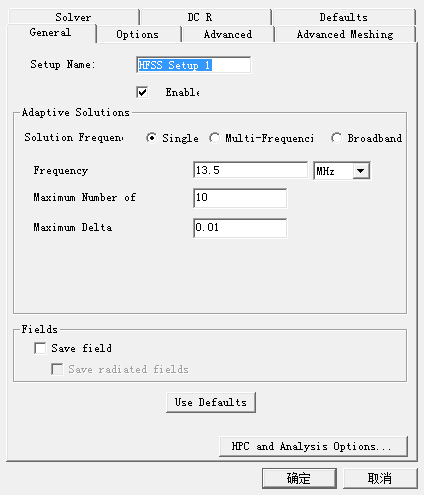 Solver DC R Defaults
General Options Advanced Advanced Meshing
Setup Name: HFSS Setup 1
Enable
Adaptive Solutions
Solution Frequenc Single Multi-Frequenci Broadband
Frequency 13.5 MHz
Maximum Number of 10
Maximum Delta 0.01
Fields
Save field
Save radiated fields
Use Defaults
HPC and Analysis Options...
确定 取消